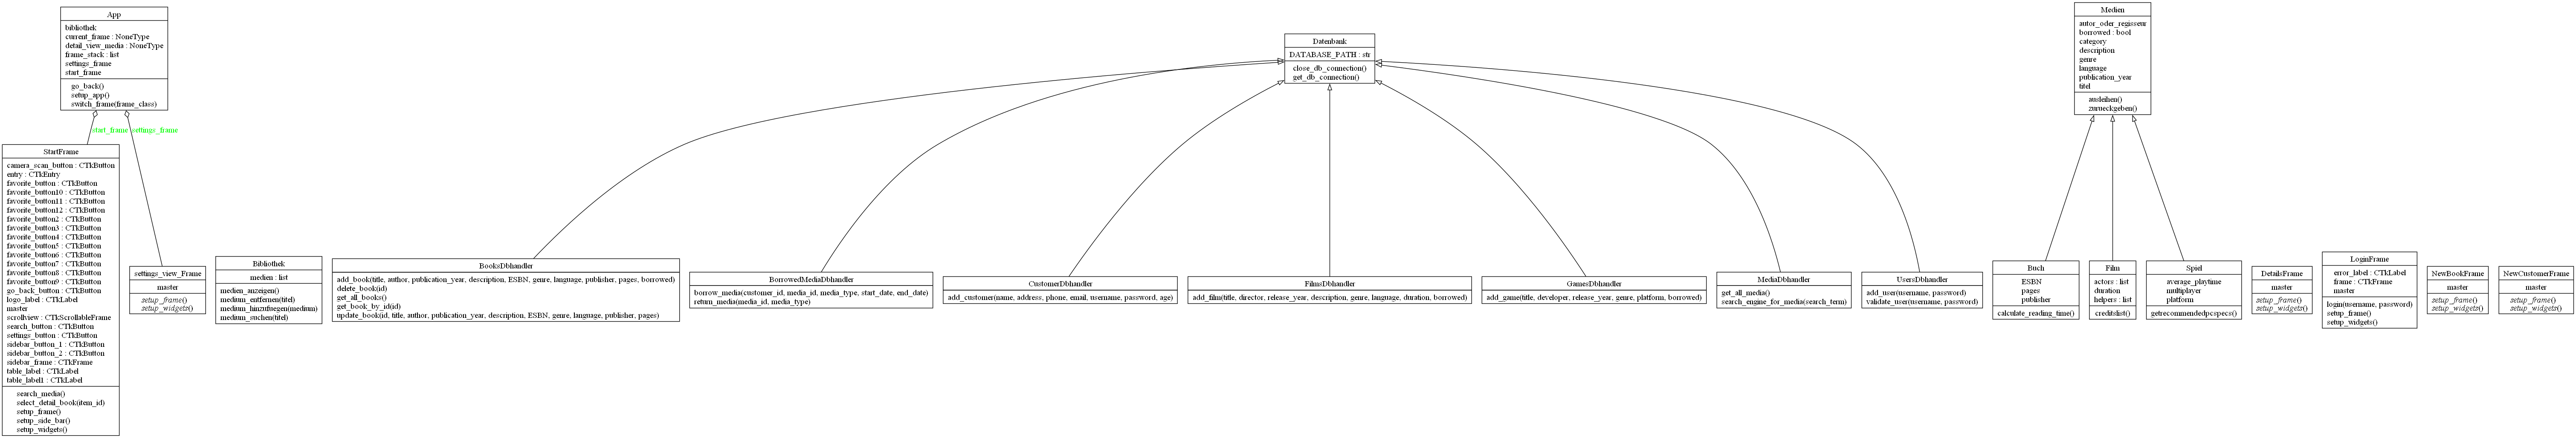 App
bibliothek
current_frame : NoneType
detail_view_media : NoneType
frame_stack : list
settings_frame
start_frame
go_back()
setup_app()
switch_frame(frame_class)
start_frame
settings_frame
StartFrame
camera_scan_button : CTkButton
entry : CTkEntry
favorite_button : CTkButton
favorite_button10 : CTkButton
favorite_button11 : CTkButton
favorite_button12 : CTkButton
favorite_button2 : CTkButton
favorite_button3 : CTkButton
favorite_button4 : CTkButton
favorite_button5 : CTkButton
favorite_button6 : CTkButton
favorite_button7 : CTkButton
favorite_button8 : CTkButton
favorite_button9 : CTkButton
go_back_button : CTkButton
logo_label : CTkLabel
master
scrollview : CTkScrollableFrame
search_button : CTkButton
settings_button : CTkButton
sidebar_button_1 : CTkButton
sidebar_button_2 : CTkButton
sidebar_frame : CTkFrame
table_label : CTkLabel
table_label1 : CTkLabel
search_media()
select_detail_book(item_id)
setup_frame()
setup_side_bar()
setup_widgets()
settings_view_Frame
master
setup_frame()
setup_widgets()
Bibliothek
medien : list
medien_anzeigen()
medium_entfernen(titel)
medium_hinzufuegen(medium)
medium_suchen(titel)
Datenbank
DATABASE_PATH : str
close_db_connection()
get_db_connection()
BooksDbhandler
add_book(title, author, publication_year, description, ESBN, genre, language, publisher, pages, borrowed)
delete_book(id)
get_all_books()
get_book_by_id(id)
update_book(id, title, author, publication_year, description, ESBN, genre, language, publisher, pages)
BorrowedMediaDbhandler
borrow_media(customer_id, media_id, media_type, start_date, end_date)
return_media(media_id, media_type)
CustomerDbhandler
add_customer(name, address, phone, email, username, password, age)
FilmsDbhandler
add_film(title, director, release_year, description, genre, language, duration, borrowed)
GamesDbhandler
add_game(title, developer, release_year, genre, platform, borrowed)
MediaDbhandler
get_all_media()
search_engine_for_media(search_term)
UsersDbhandler
add_user(username, password)
validate_user(username, password)
Medien
autor_oder_regisseur
borrowed : bool
category
description
genre
language
publication_year
titel
ausleihen()
zurueckgeben()
Buch
ESBN
pages
publisher
calculate_reading_time()
Film
actors : list
duration
helpers : list
creditslist()
Spiel
average_playtime
multiplayer
platform
getrecommendedpcspecs()
DetailsFrame
master
setup_frame()
setup_widgets()
LoginFrame
error_label : CTkLabel
frame : CTkFrame
master
login(username, password)
setup_frame()
setup_widgets()
NewBookFrame
master
setup_frame()
setup_widgets()
NewCustomerFrame
master
setup_frame()
setup_widgets()